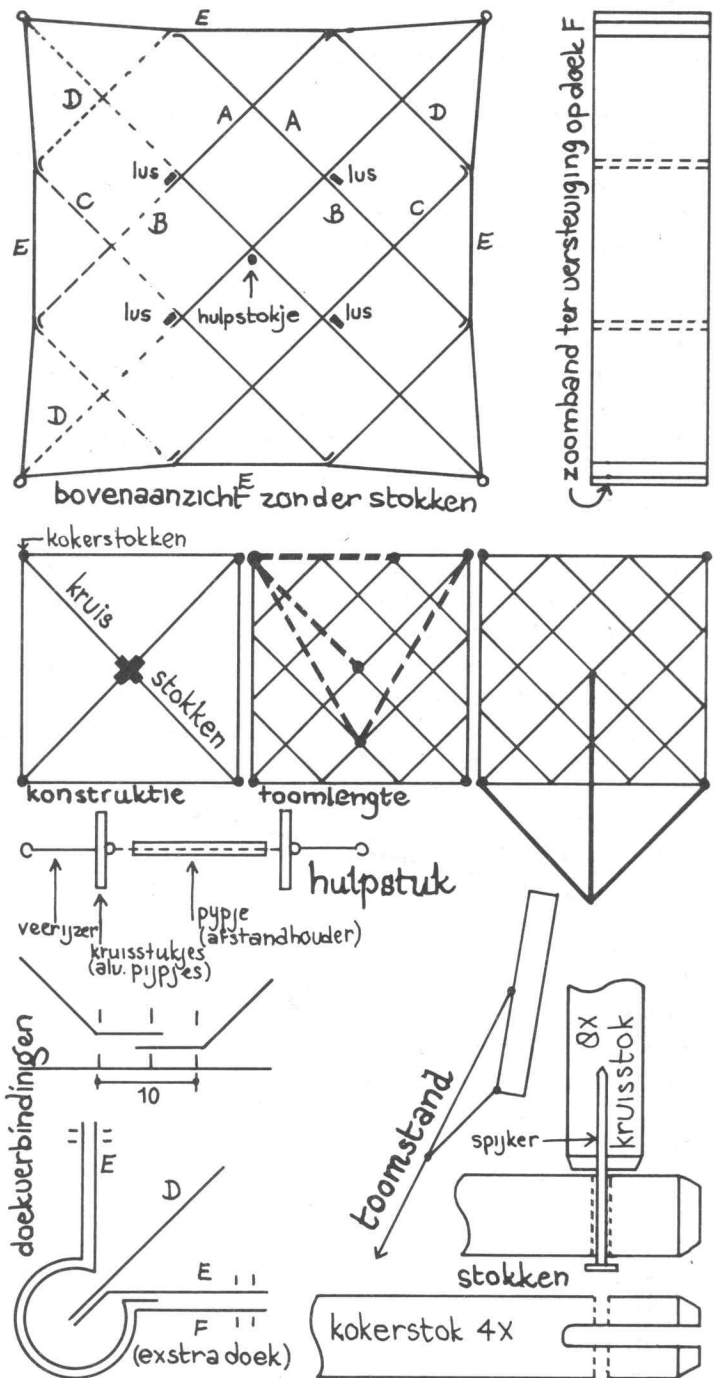 E
D
A
A
D
lus
lus
C
B
B
C
E
E
lus
hulpstokje
lus
D
E
bovenaanzicht zonder stokken
zoomband ter versteviging op doek F
kokerstokken
kruis
stokken
konstruktie
toomlengte
hulpstuk
veerijzer
kruisstukjes
(alu. pijpjes)
pypje
(afstandhouder)
doekverbindingen
10
E
D
E
F
(exstra doek)
toomstand
8X
kruisstok
spijker
stokken
kokerstok 4X